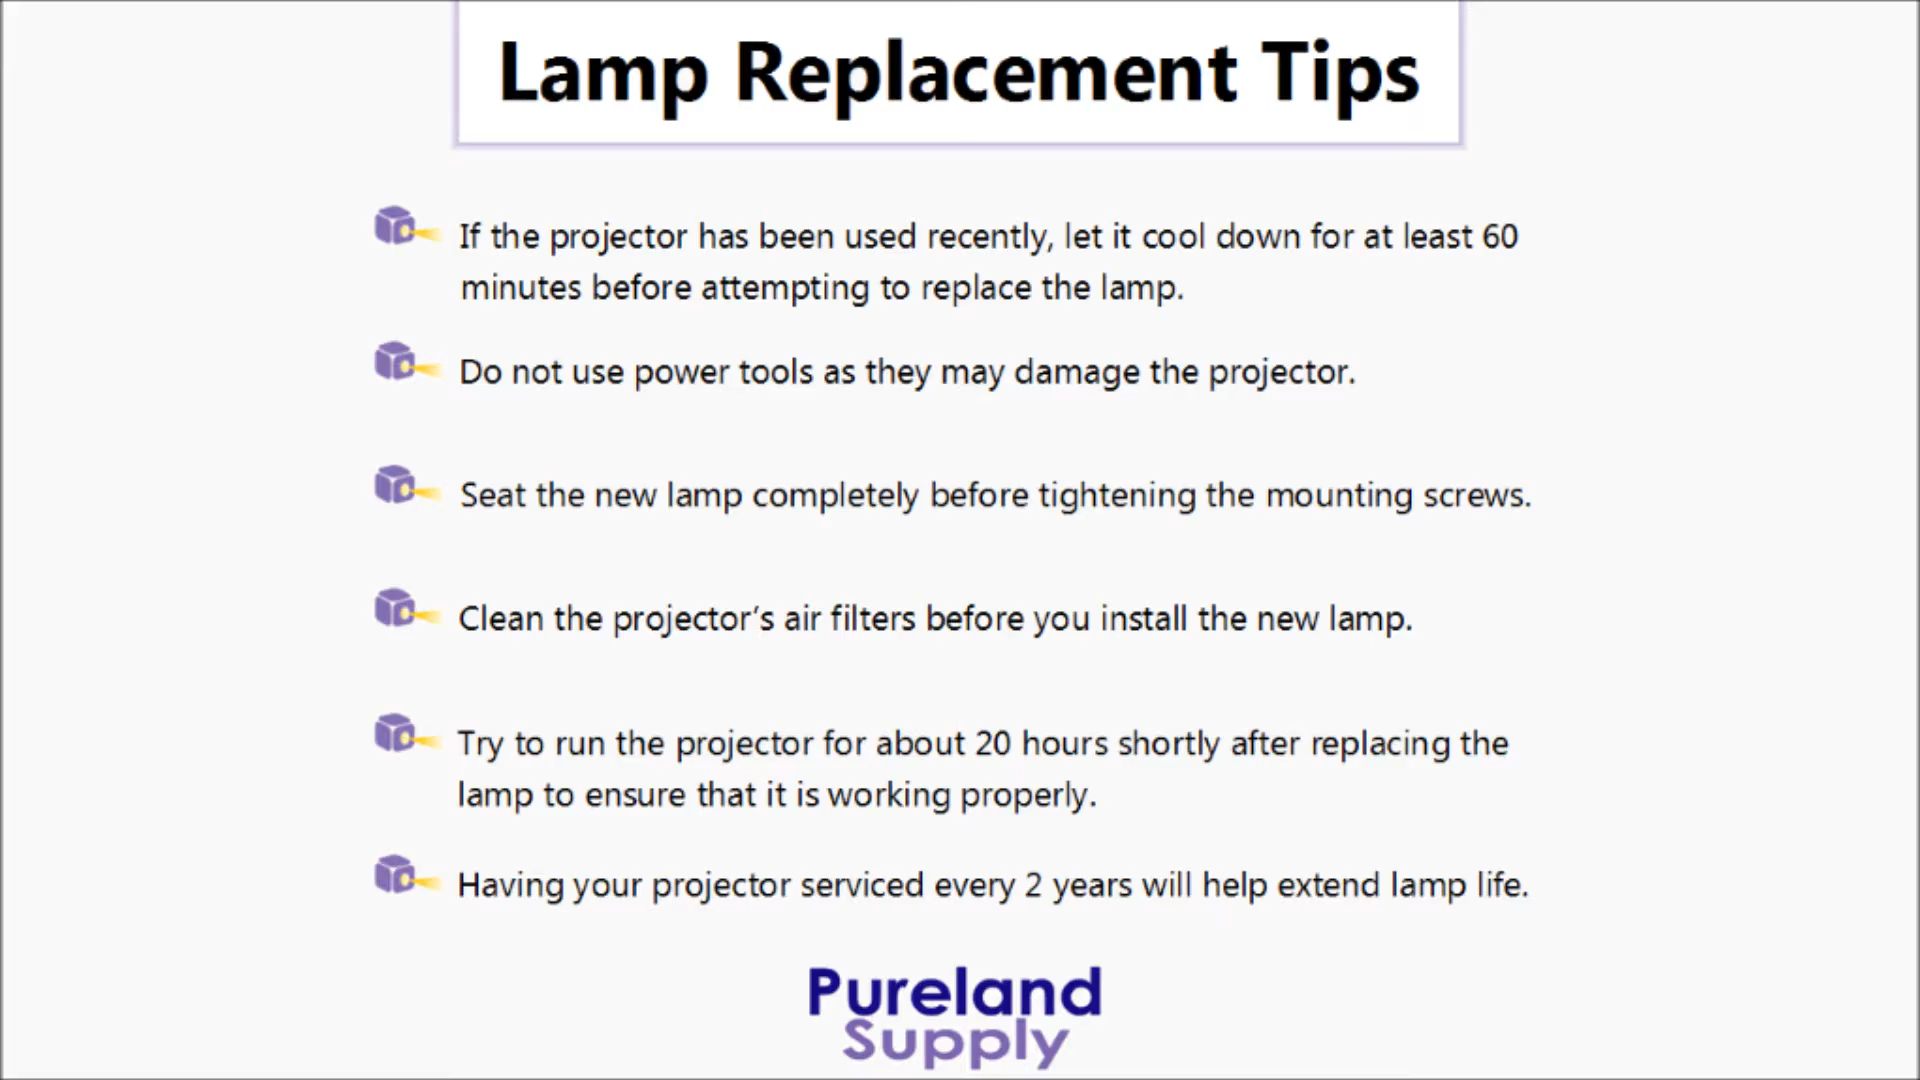 Lamp Replacement Tips
If the projector has been used recently, let it cool down for at least 60
minutes before attempting to replace the lamp.
Do not use power tools as they may damage the projector.
Seat the new lamp completely before tightening the mounting screws.
Clean the projector’s air filters before you install the new lamp.
Try to run the projector for about 20 hours shortly after replacing the
lamp to ensure that it is working properly.
Having your projector serviced every 2 years will help extend lamp life.
Pureland
Supply